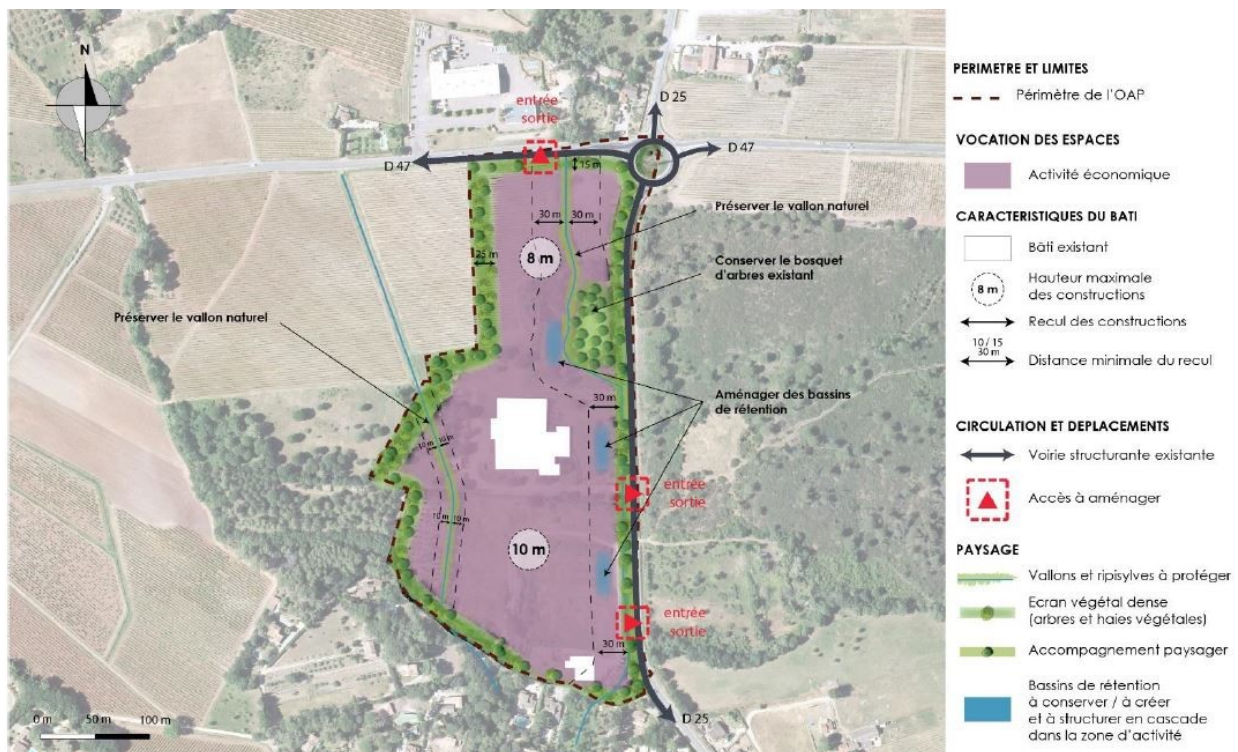 N
entrée
sortie
D 25
D 47
D 47
15 m
30 m
30 m
Préserver le vallon naturel
8 m
25 m
Conserver le bosquet
d'arbres existant
Préserver le vallon naturel
30 m
Aménager des bassins
de rétention
10 m
10 m
entrée
sortie
10 m
10 m
10 m
entrée
sortie
30 m
D 25
0 m
50 m
100 m
PERIMETRE ET LIMITES
Périmètre de l'OAP
VOCATION DES ESPACES
Activité économique
CARACTERISTIQUES DU BATI
Bâti existant
8 m
Hauteur maximale
des constructions
Recul des constructions
10 / 15
30 m
Distance minimale du recul
CIRCULATION ET DEPLACEMENTS
Voirie structurante existante
Accès à aménager
PAYSAGE
Vallons et ripisylves à protéger
Ecran végétal dense
(arbres et haies végétales)
Accompagnement paysager
Bassins de rétention
à conserver / à créer
et à structurer en cascade
dans la zone d'activité